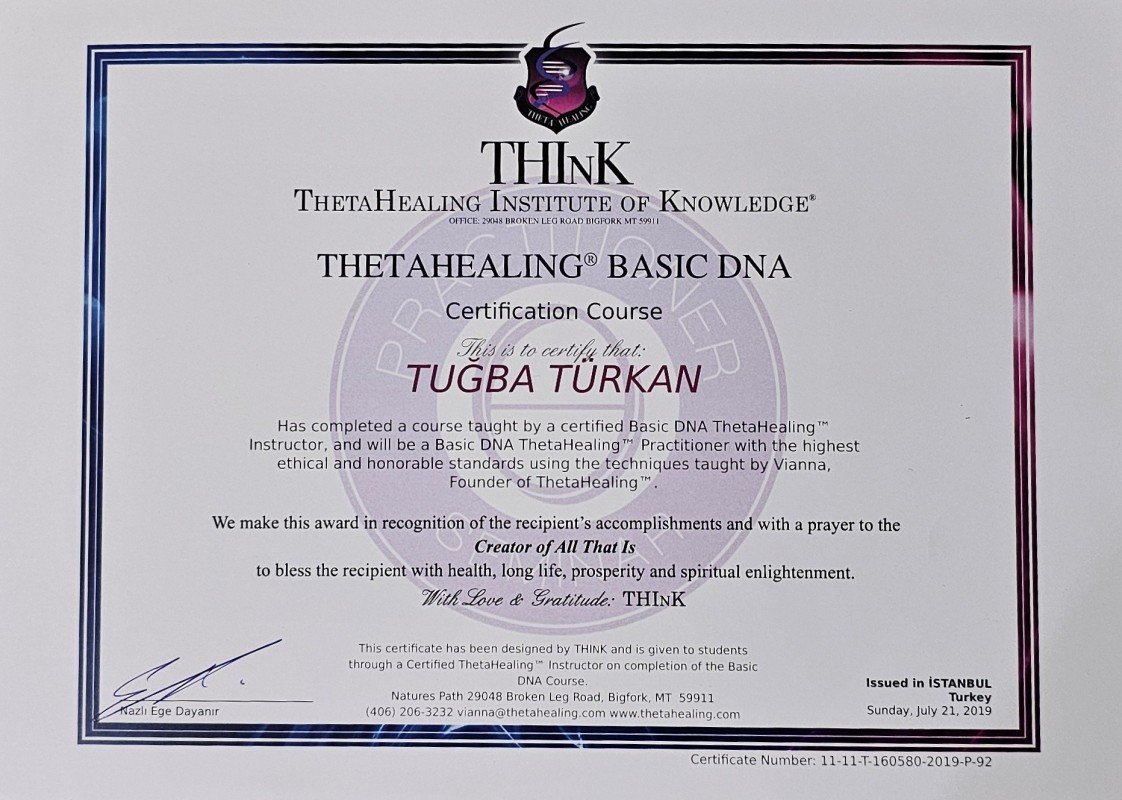 THETA HEALING
THInK
ThetaHealing Institute of Knowledge®
OFFICE: 29048 BROKEN LEG ROAD BIGFORK MT 59911
THETAHEALING® BASIC DNA
Certification Course
PRACTITIONER
This is to certify that:
TUĞBA TÜRKAN
Has completed a course taught by a certified Basic DNA ThetaHealing™
Instructor, and will be a Basic DNA ThetaHealing™ Practitioner with the highest
ethical and honorable standards using the techniques taught by Vianna,
Founder of ThetaHealing™.
We make this award in recognition of the recipient's accomplishments and with a prayer to the
Creator of All That Is
to bless the recipient with health, long life, prosperity and spiritual enlightenment.
SEMINAR
With Love & Gratitude: THInK
This certificate has been designed by THINK and is given to students
through a Certified ThetaHealing™ Instructor on completion of the Basic
DNA Course.
Natures Path 29048 Broken Leg Road, Bigfork, MT 59911
(406) 206-3232 vianna@thetahealing.com www.thetahealing.com
Nazlı Ege Dayanır
Issued in İSTANBUL
Turkey
Sunday, July 21, 2019
Certificate Number: 11-11-T-160580-2019-P-92